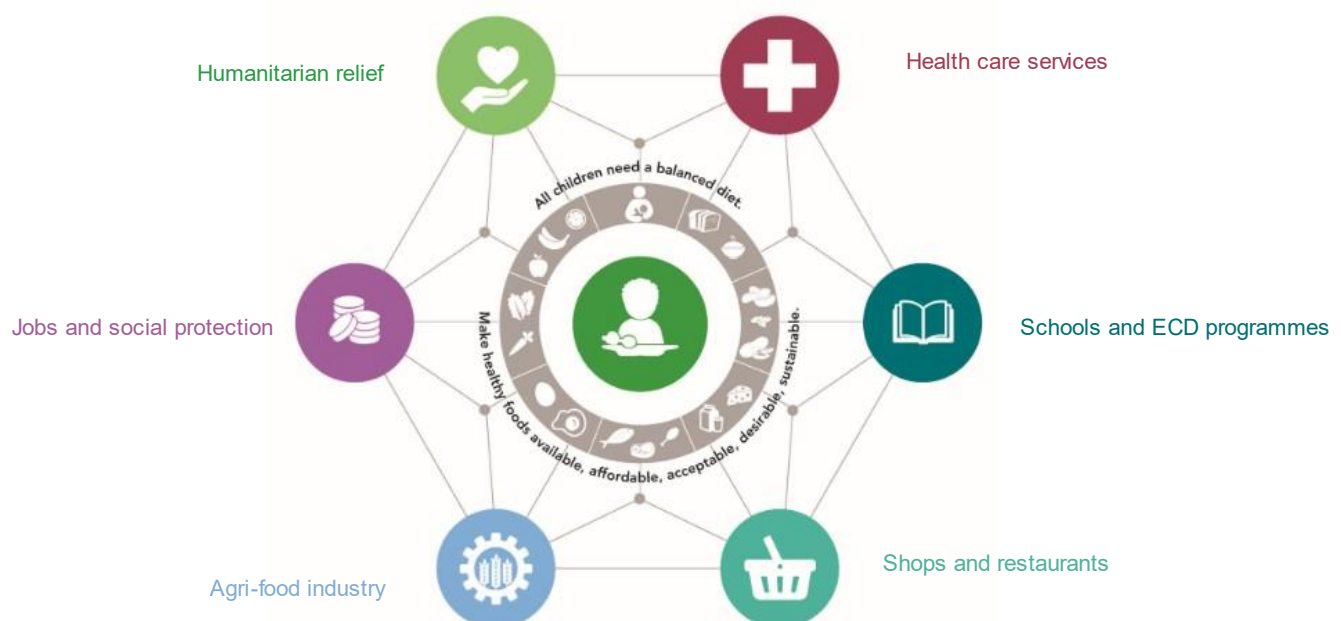 Humanitarian relief
Health care services
All children need a balanced diet.
Jobs and social protection
Schools and ECD programmes
Make healthy foods available, affordable, acceptable, desirable, sustainable.
Agri-food industry
Shops and restaurants